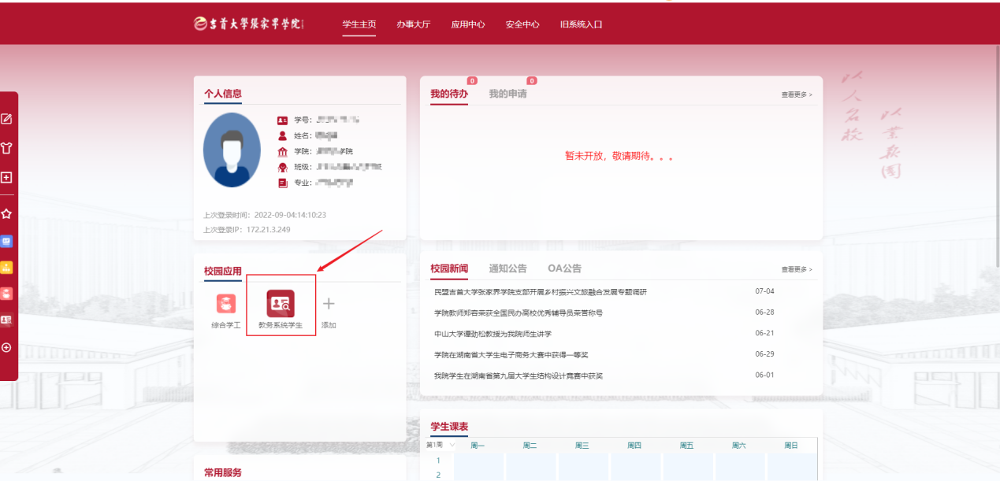 吉首大學張家界學院
学生主页 办事大厅 应用中心 安全中心 旧系统入口
个人信息
学号:
姓名:
学院: 学院
班级: 班
专业:
上次登录时间: 2022-09-04:14:10:23
上次登录IP: 172.21.3.249
我的待办 0 我的申请 0 查看更多 >
暂未开放，敬请期待。。。
以人名校
以業报国
校园应用
综合学工 教务系统学生 添加
校园新闻 通知公告 OA公告 查看更多 >
民盟吉首大学张家界学院支部开展乡村振兴文旅融合发展专题调研 07-04
学院教师郑容荣获全国民办高校优秀辅导员荣誉称号 06-28
中山大学谭劲松教授为我院师生讲学 06-21
学院在湖南省大学生电子商务大赛中获得一等奖 06-29
我院学生在湖南省第九届大学生结构设计竞赛中获奖 06-01
常用服务
学生课表
第1周 周一 周二 周三 周四 周五 周六 周日
1
2